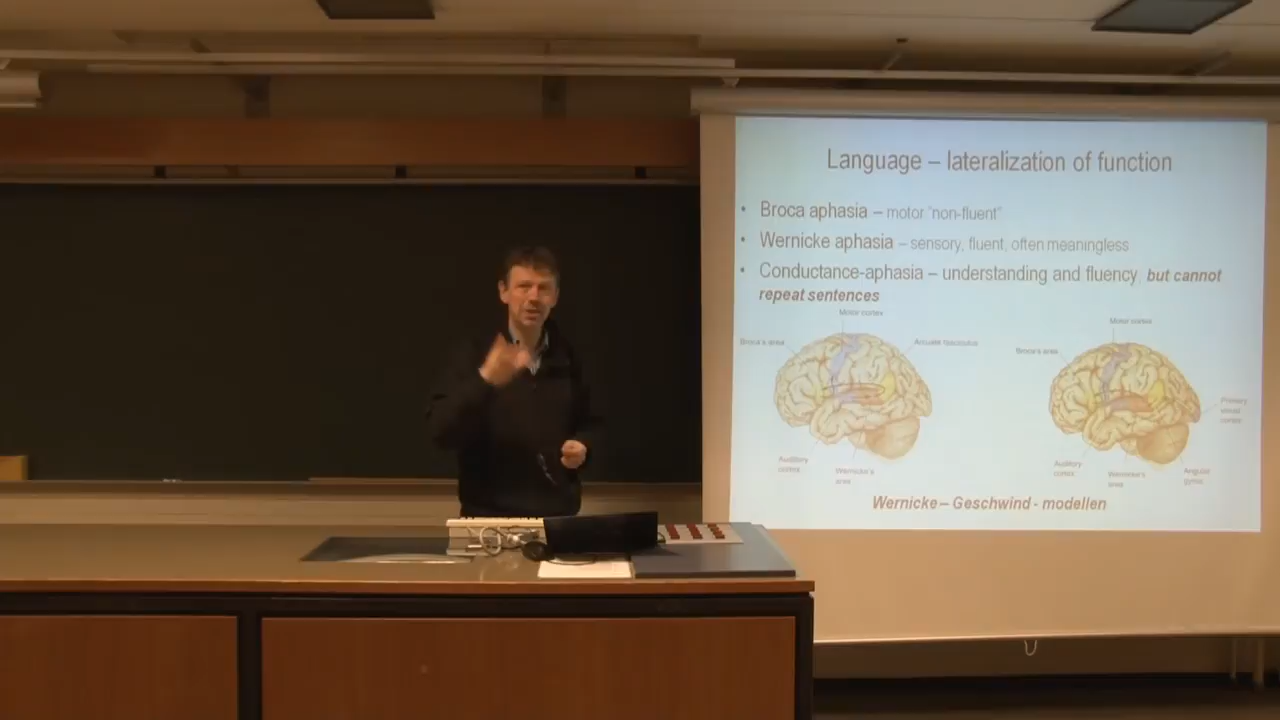 Language – lateralization of function
• Broca aphasia – motor "non-fluent"
• Wernicke aphasia – sensory, fluent, often meaningless
• Conductance-aphasia – understanding and fluency, but cannot
repeat sentences
Motor cortex
Broca's area
Arcuate fasciculus
Auditory
cortex
Wernicke's
area
Motor cortex
Broca's area
Primary
visual
cortex
Auditory
cortex
Wernicke's
area
Angular
gyrus
Wernicke – Geschwind - modellen